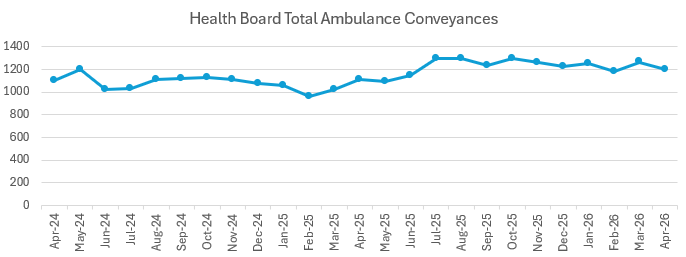 Health Board Total Ambulance Conveyances
1400
1200
1000
800
600
400
200
0
Apr-24
May-24
Jun-24
Jul-24
Aug-24
Sep-24
Oct-24
Nov-24
Dec-24
Jan-25
Feb-25
Mar-25
Apr-25
May-25
Jun-25
Jul-25
Aug-25
Sep-25
Oct-25
Nov-25
Dec-25
Jan-26
Feb-26
Mar-26
Apr-26